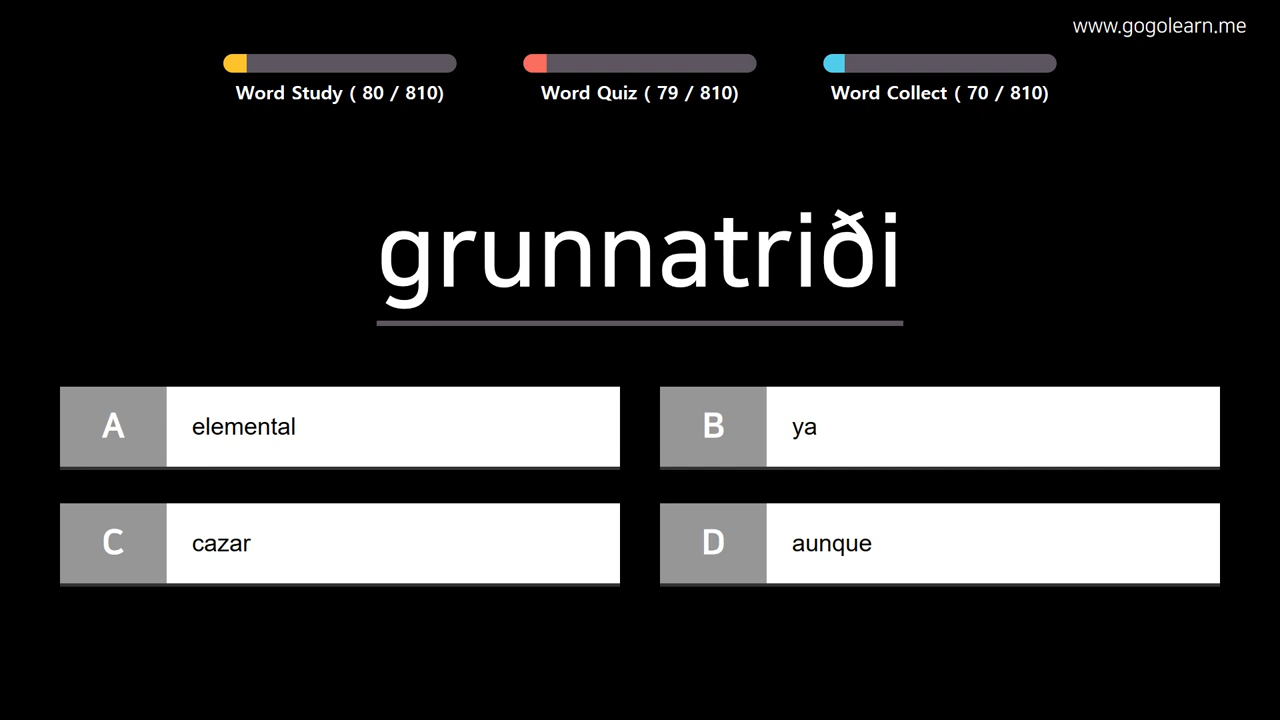 www.gogolearn.me
Word Study ( 80 / 810)
Word Quiz ( 79 / 810)
Word Collect ( 70 / 810)
grunnatriði
A elemental
B ya
C cazar
D aunque